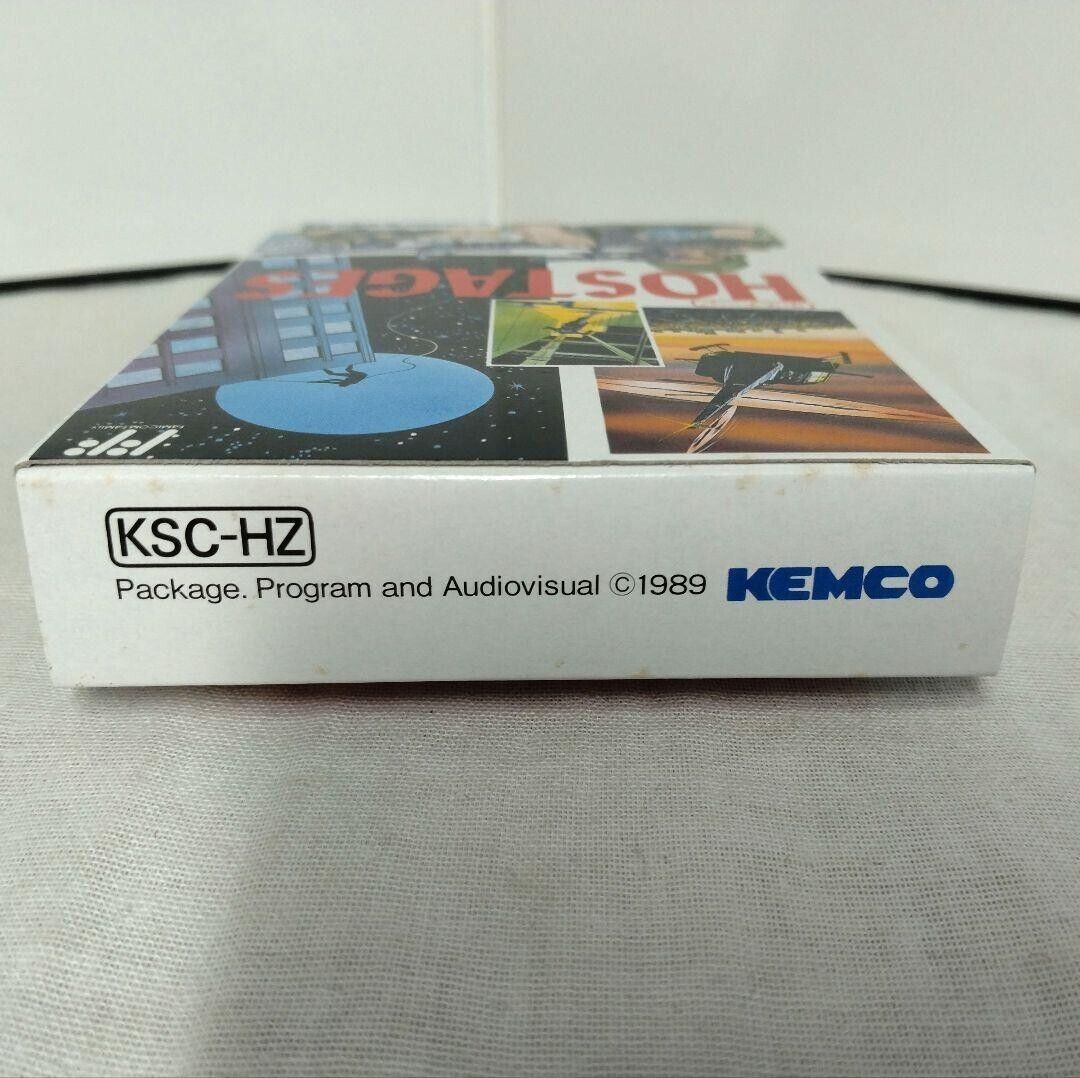 HOSTAGES
KSC-HZ
Package. Program and Audiovisual ©1989 KEMCO